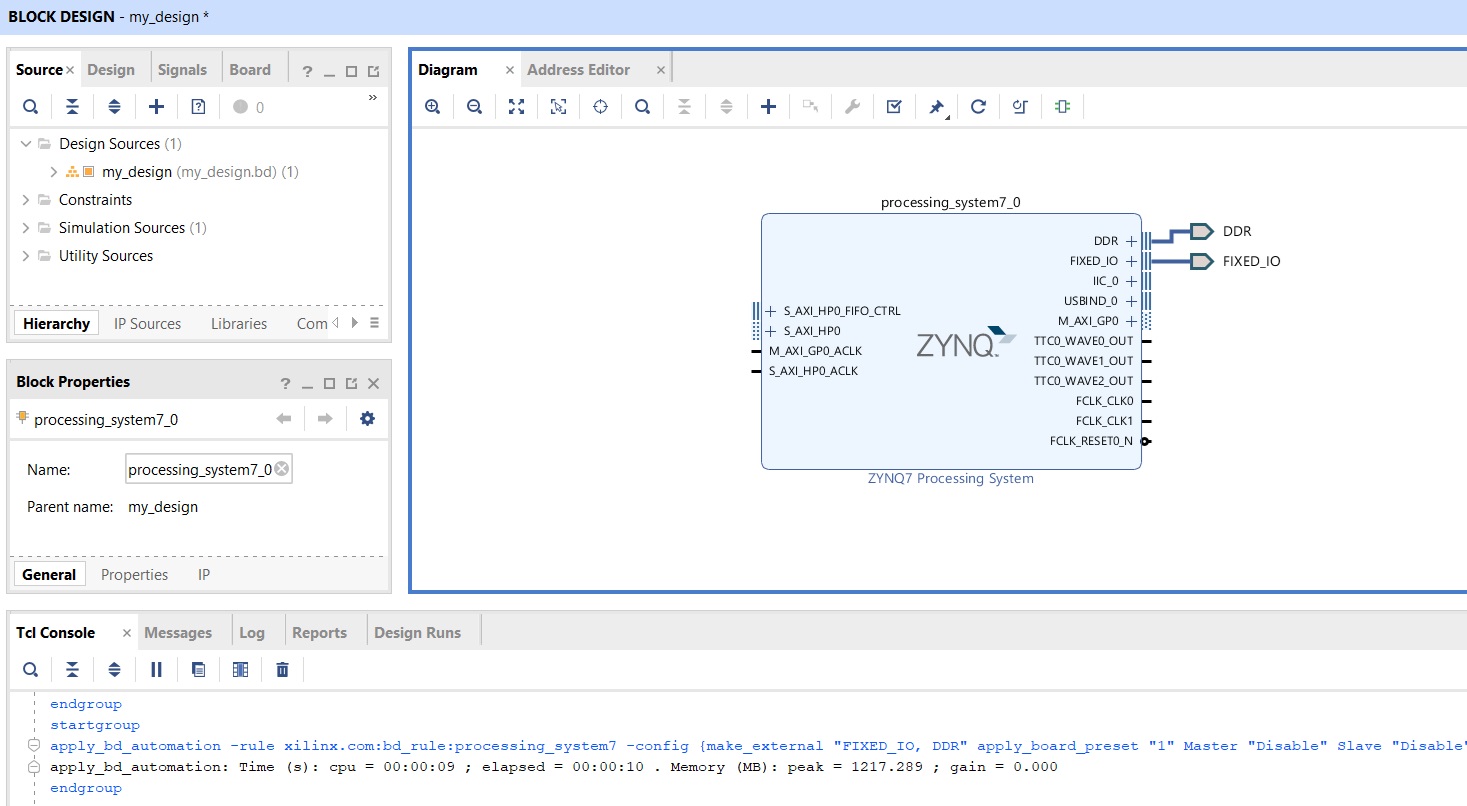 BLOCK DESIGN - my_design *
Source Design Signals Board ?
0 »
Design Sources (1)
my_design (my_design.bd) (1)
Constraints
Simulation Sources (1)
Utility Sources
Hierarchy IP Sources Libraries Com
Block Properties ?
processing_system7_0
Name: processing_system7_0
Parent name: my_design
General Properties IP
Diagram Address Editor
processing_system7_0
DDR
FIXED_IO
IIC_0
USBIND_0
M_AXI_GP0
TTC0_WAVE0_OUT
TTC0_WAVE1_OUT
TTC0_WAVE2_OUT
FCLK_CLK0
FCLK_CLK1
FCLK_RESET0_N
S_AXI_HP0_FIFO_CTRL
S_AXI_HP0
M_AXI_GP0_ACLK
S_AXI_HP0_ACLK
ZYNQ
DDR
FIXED_IO
ZYNQ7 Processing System
Tcl Console Messages Log Reports Design Runs
endgroup
startgroup
apply_bd_automation -rule xilinx.com:bd_rule:processing_system7 -config {make_external "FIXED_IO, DDR" apply_board_preset "1" Master "Disable" Slave "Disable"
apply_bd_automation: Time (s): cpu = 00:00:09 ; elapsed = 00:00:10 . Memory (MB): peak = 1217.289 ; gain = 0.000
endgroup